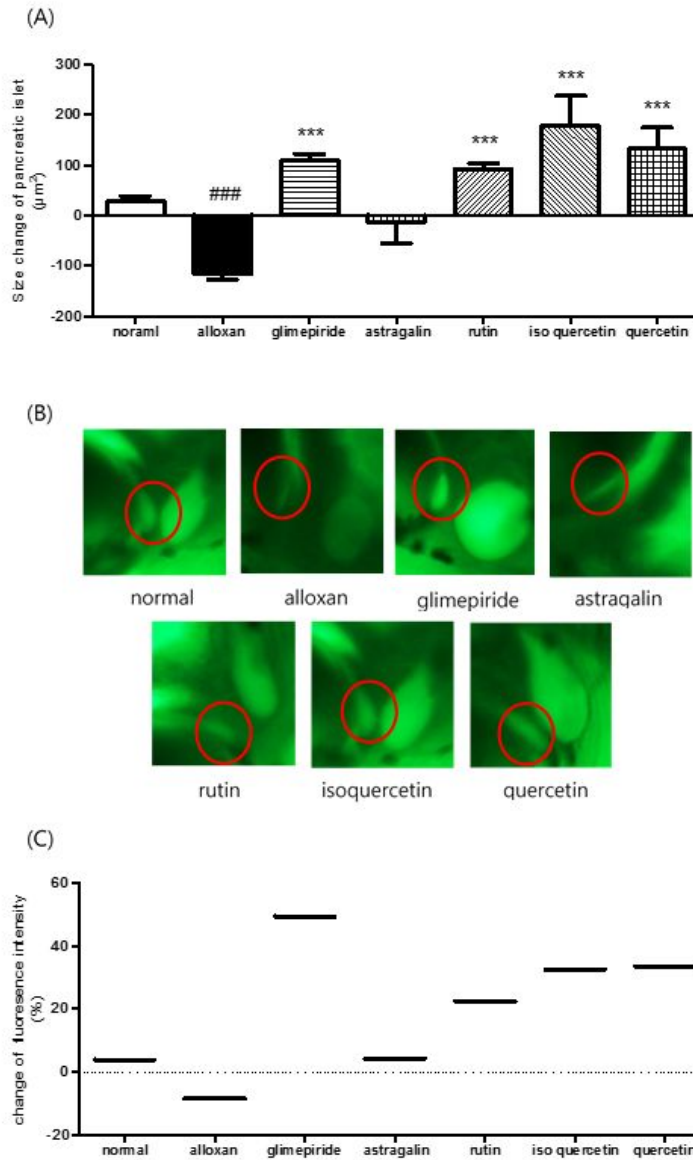 (A)
Size change of pancreatic islet
(µm²)
300
200
100
0
-100
-200
###
***
***
***
***
noraml
alloxan
glimepiride
astragalin
rutin
iso quercetin
quercetin
(B)
normal
alloxan
glimepiride
astragalin
rutin
isoquercetin
quercetin
(C)
change of fluoresence intensity
(%)
60
40
20
0
-20
normal
alloxan
glimepiride
astragalin
rutin
iso quercetin
quercetin